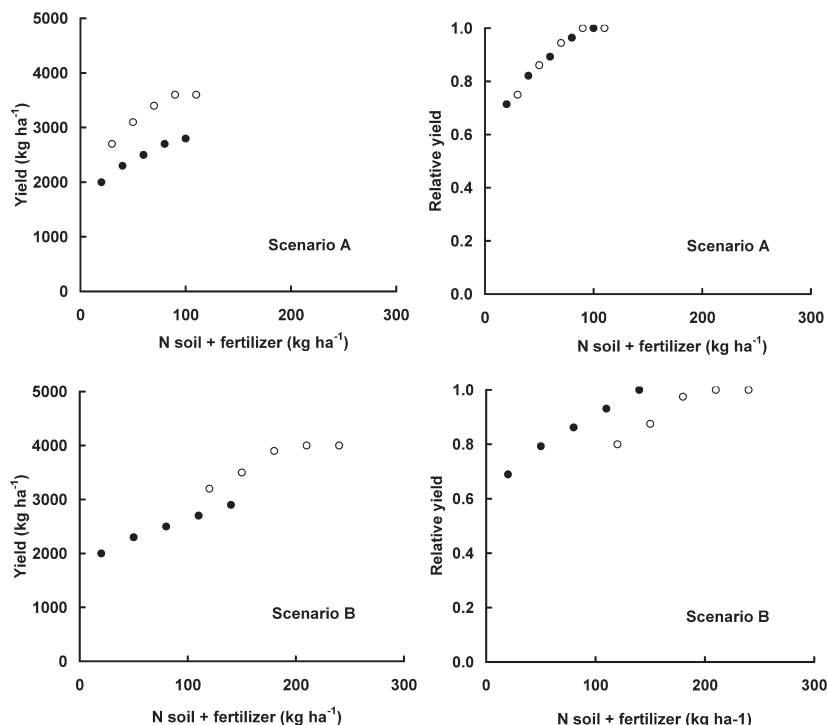 5000
4000
3000
2000
1000
0
Yield (kg ha⁻¹)
Scenario A
0 100 200 300
N soil + fertilizer (kg ha⁻¹)
1.0
0.8
0.6
0.4
0.2
0.0
Relative yield
Scenario A
0 100 200 300
N soil + fertilizer (kg ha⁻¹)
5000
4000
3000
2000
1000
0
Yield (kg ha⁻¹)
Scenario B
0 100 200 300
N soil + fertilizer (kg ha⁻¹)
1.0
0.8
0.6
0.4
0.2
0.0
Relative yield
Scenario B
0 100 200 300
N soil + fertilizer (kg ha-1)